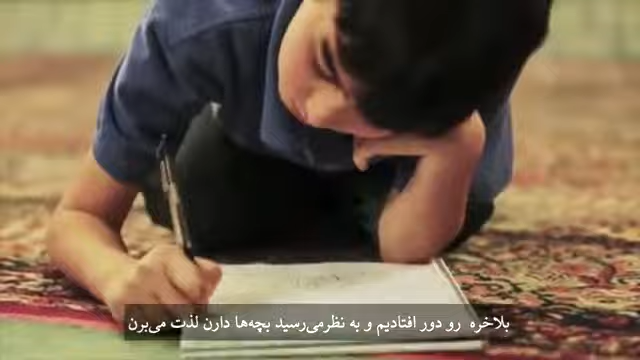 بلاخره رو دور افتادیم و به نظرمی‌رسید بچه‌ها دارن لذت می‌برن